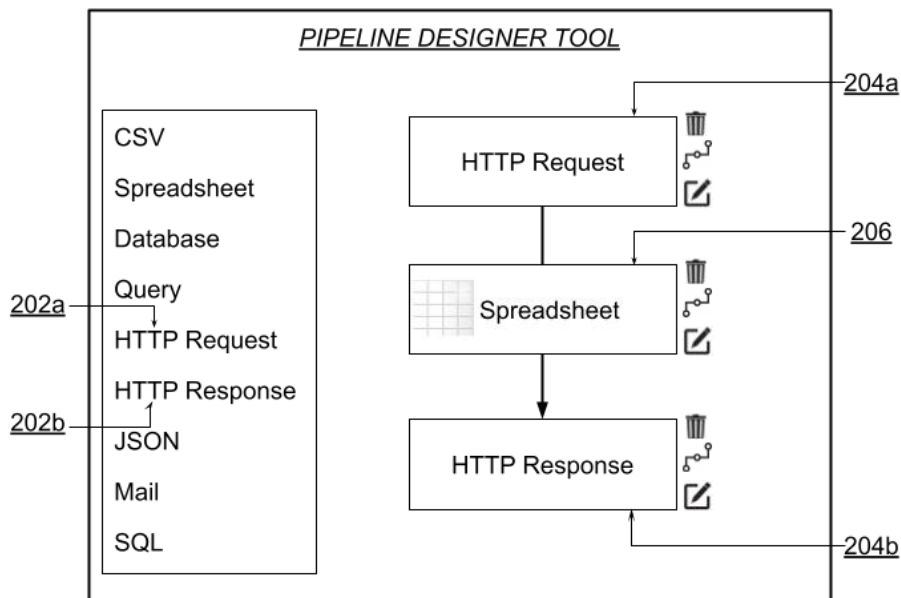 PIPELINE DESIGNER TOOL
204a
CSV
HTTP Request
Spreadsheet
Database
206
Query
202a
Spreadsheet
HTTP Request
HTTP Response
202b
JSON
HTTP Response
Mail
SQL
204b